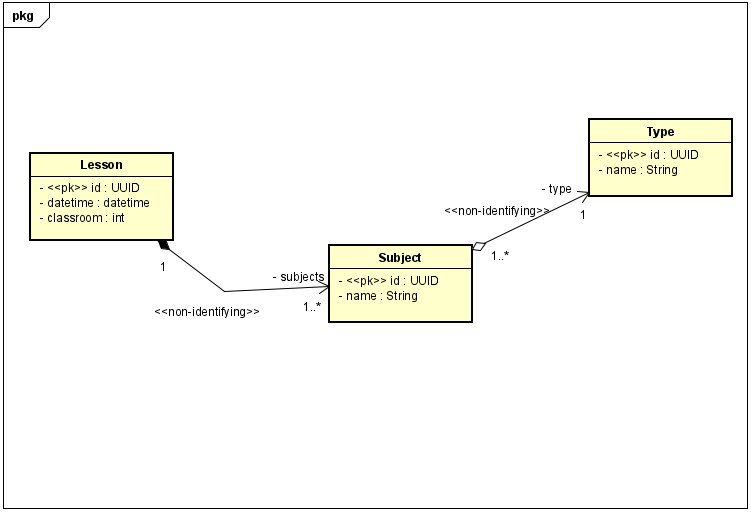 pkg
Type
- <<pk>> id : UUID
- name : String
Lesson
- <<pk>> id : UUID
- datetime : datetime
- classroom : int
- type
<<non-identifying>>
1
1..*
Subject
- <<pk>> id : UUID
- name : String
1
- subjects
1..*
<<non-identifying>>